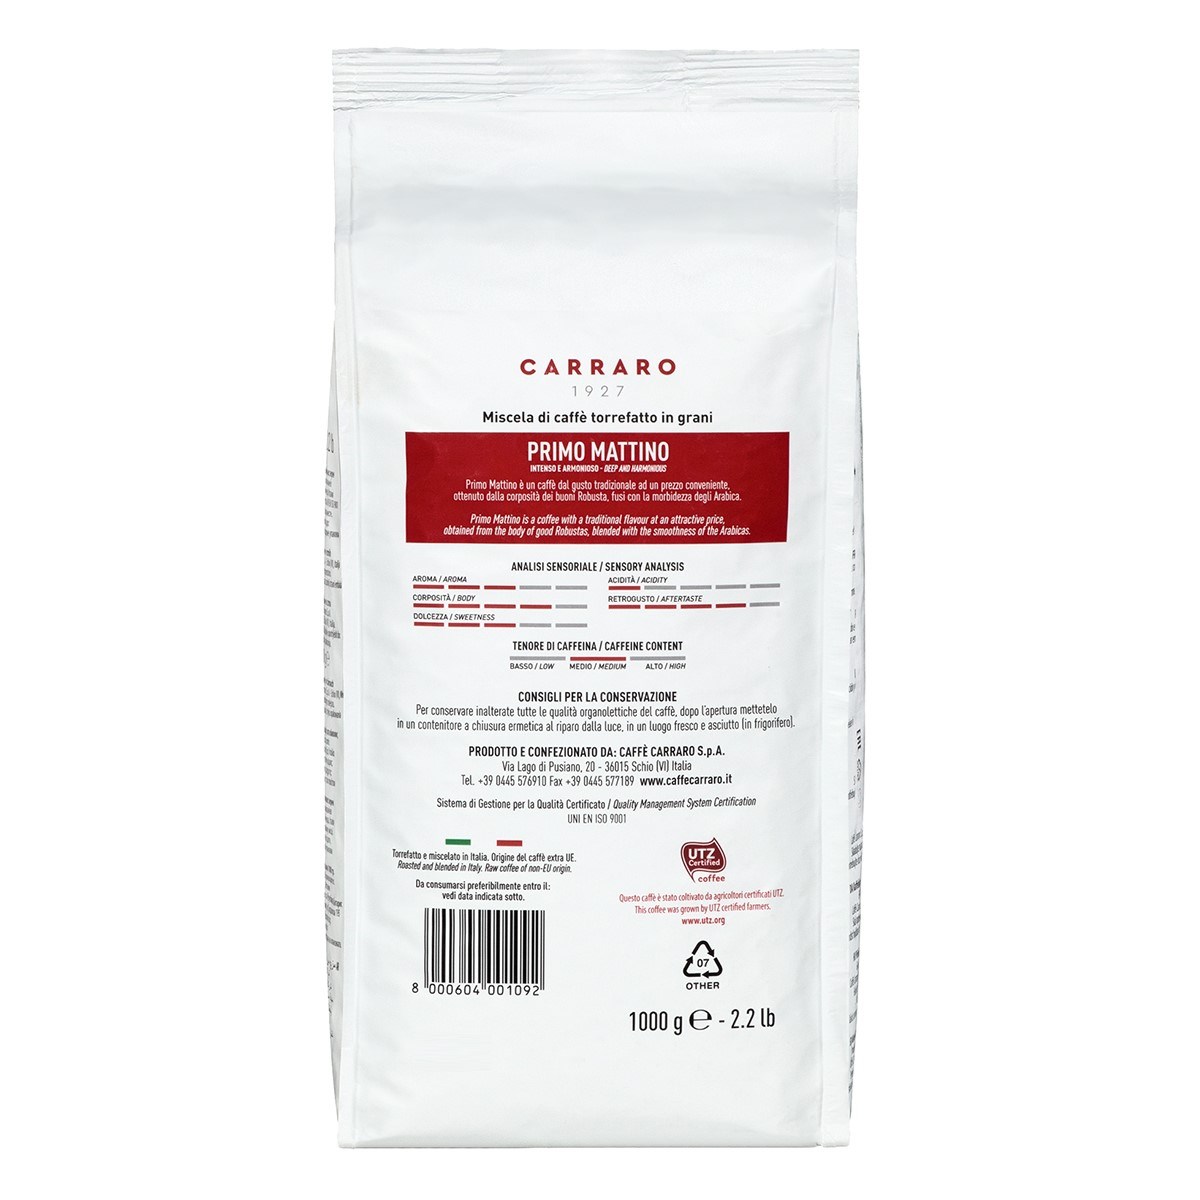 CARRARO
1927
Miscela di caffè torrefatto in grani
PRIMO MATTINO
INTENSO E ARMONIOSO - DEEP AND HARMONIOUS
Primo Mattino è un caffè dal gusto tradizionale ad un prezzo conveniente,
ottenuto dalla corposità dei buoni Robusta, fusi con la morbidezza degli Arabica.
Primo Mattino is a coffee with a traditional flavour at an attractive price,
obtained from the body of good Robustas, blended with the smoothness of the Arabicas.
ANALISI SENSORIALE / SENSORY ANALYSIS
AROMA / AROMA
CORPOSITÀ / BODY
DOLCEZZA / SWEETNESS
ACIDITÀ / ACIDITY
RETROGUSTO / AFTERTASTE
TENORE DI CAFFEINA / CAFFEINE CONTENT
BASSO / LOW MEDIO / MEDIUM ALTO / HIGH
CONSIGLI PER LA CONSERVAZIONE
Per conservare inalterate tutte le qualità organolettiche del caffè, dopo l'apertura mettetelo
in un contenitore a chiusura ermetica al riparo dalla luce, in un luogo fresco e asciutto (in frigorifero).
PRODOTTO E CONFEZIONATO DA: CAFFÈ CARRARO S.p.A.
Via Lago di Pusiano, 20 - 36015 Schio (VI) Italia
Tel. +39 0445 576910 Fax +39 0445 577189 www.caffecarraro.it
Sistema di Gestione per la Qualità Certificato / Quality Management System Certification
UNI EN ISO 9001
Torrefatto e miscelato in Italia. Origine del caffè extra UE.
Roasted and blended in Italy. Raw coffee of non-EU origin.
Da consumarsi preferibilmente entro il:
vedi data indicata sotto.
8 000604 001092
UTZ
Certified
coffee
Questo caffè è stato coltivato da agricoltori certificati UTZ.
This coffee was grown by UTZ certified farmers.
www.utz.org
07
OTHER
1000 g ℮ - 2.2 lb